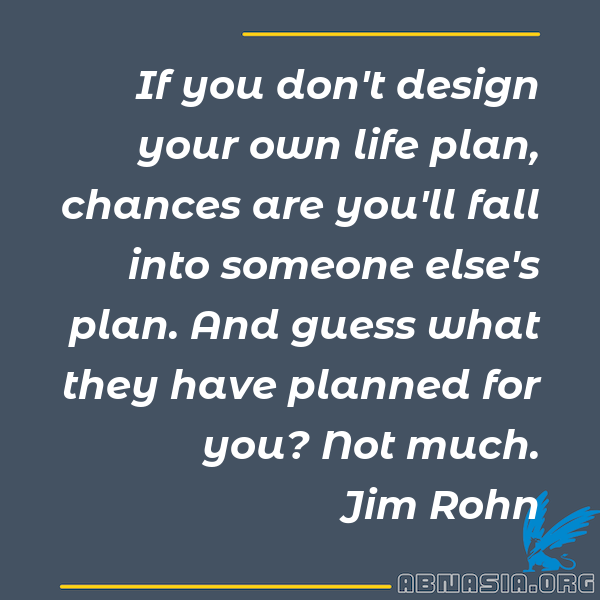 If you don't design
your own life plan,
chances are you'll fall
into someone else's
plan. And guess what
they have planned for
you? Not much.
Jim Rohn
ABNASIA.ORG